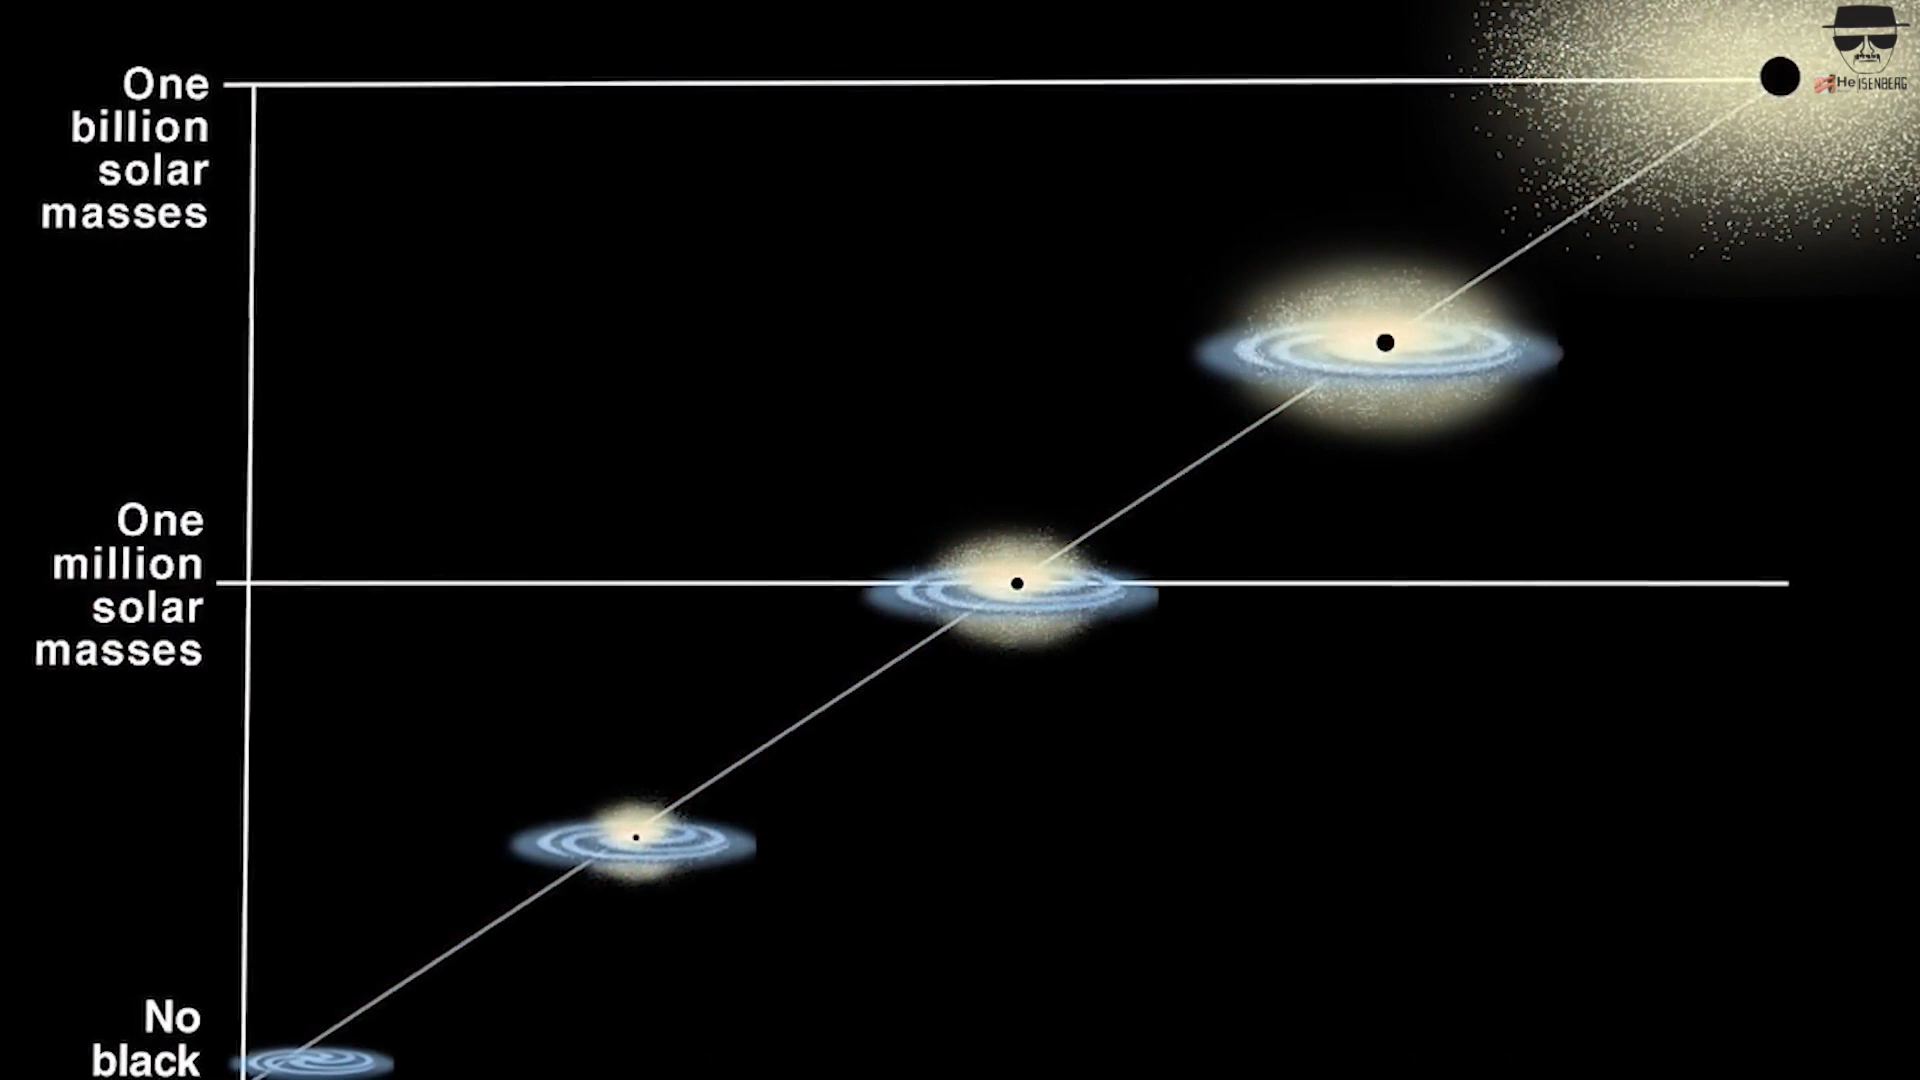 One
billion
solar
masses
HeISENBERG
One
million
solar
masses
No
black